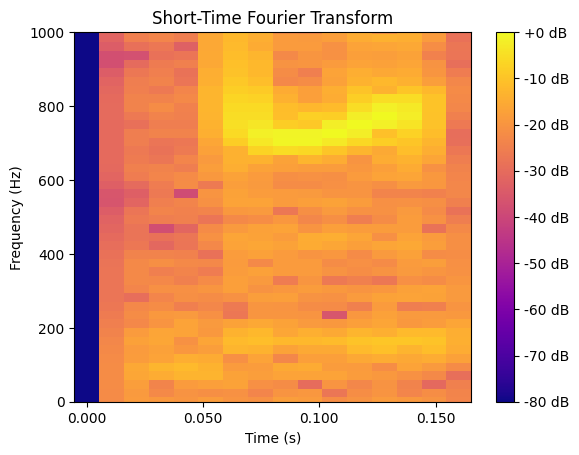 Short-Time Fourier Transform
Frequency (Hz)
1000
800
600
400
200
0
0.000
0.050
0.100
0.150
Time (s)
+0 dB
-10 dB
-20 dB
-30 dB
-40 dB
-50 dB
-60 dB
-70 dB
-80 dB